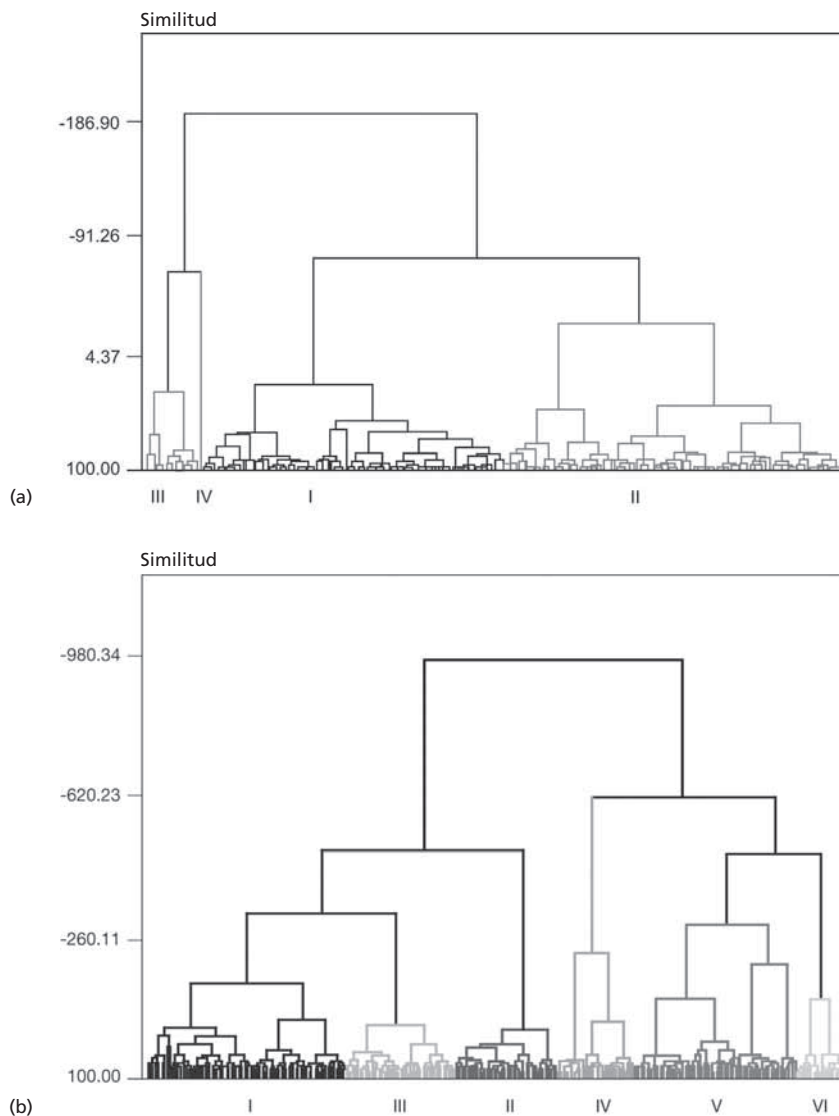 Similitud
-186.90
-91.26
4.37
100.00
(a)
III IV I II
Similitud
-980.34
-620.23
-260.11
100.00
(b)
I III II IV V VI